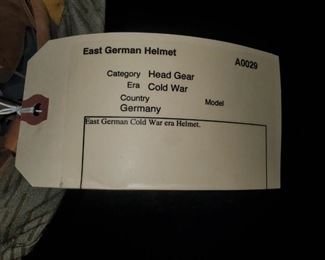 East German Helmet
A0029
Category Head Gear
Era Cold War
Country Model
Germany
East German Cold War era Helmet.